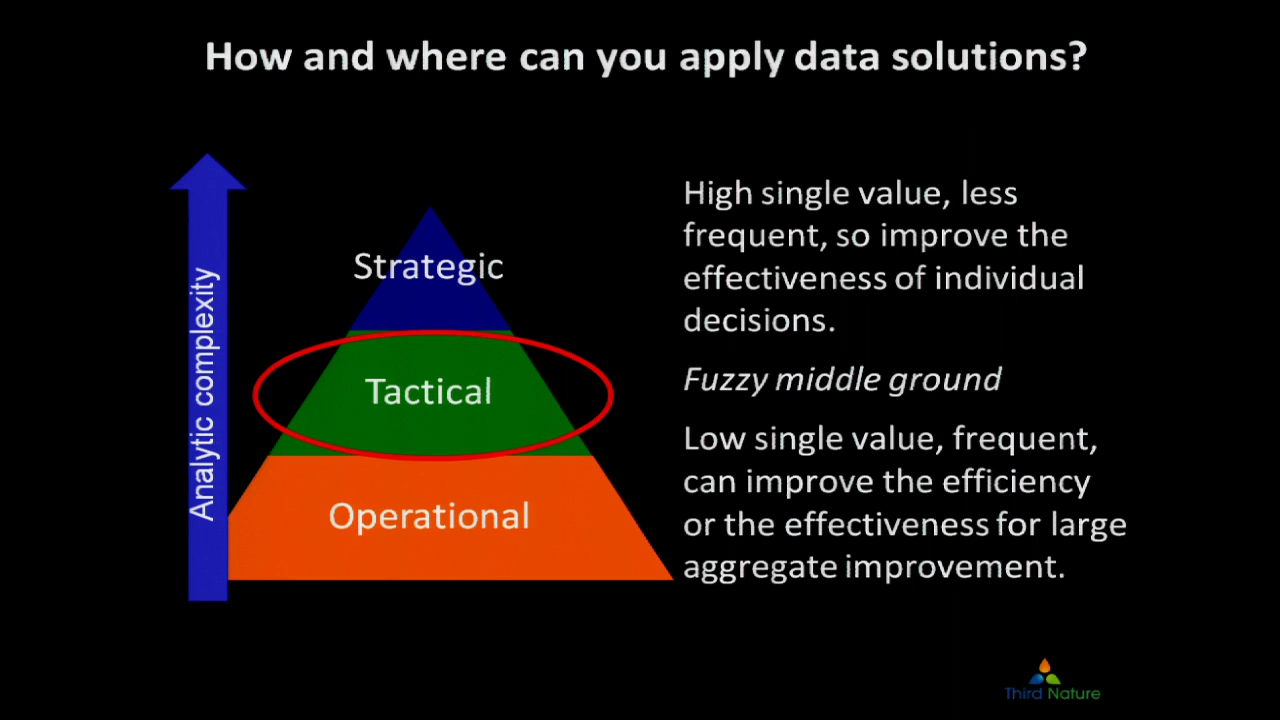 How and where can you apply data solutions?
Analytic complexity
Strategic
Tactical
Operational
High single value, less
frequent, so improve the
effectiveness of individual
decisions.
Fuzzy middle ground
Low single value, frequent,
can improve the efficiency
or the effectiveness for large
aggregate improvement.
Third Nature